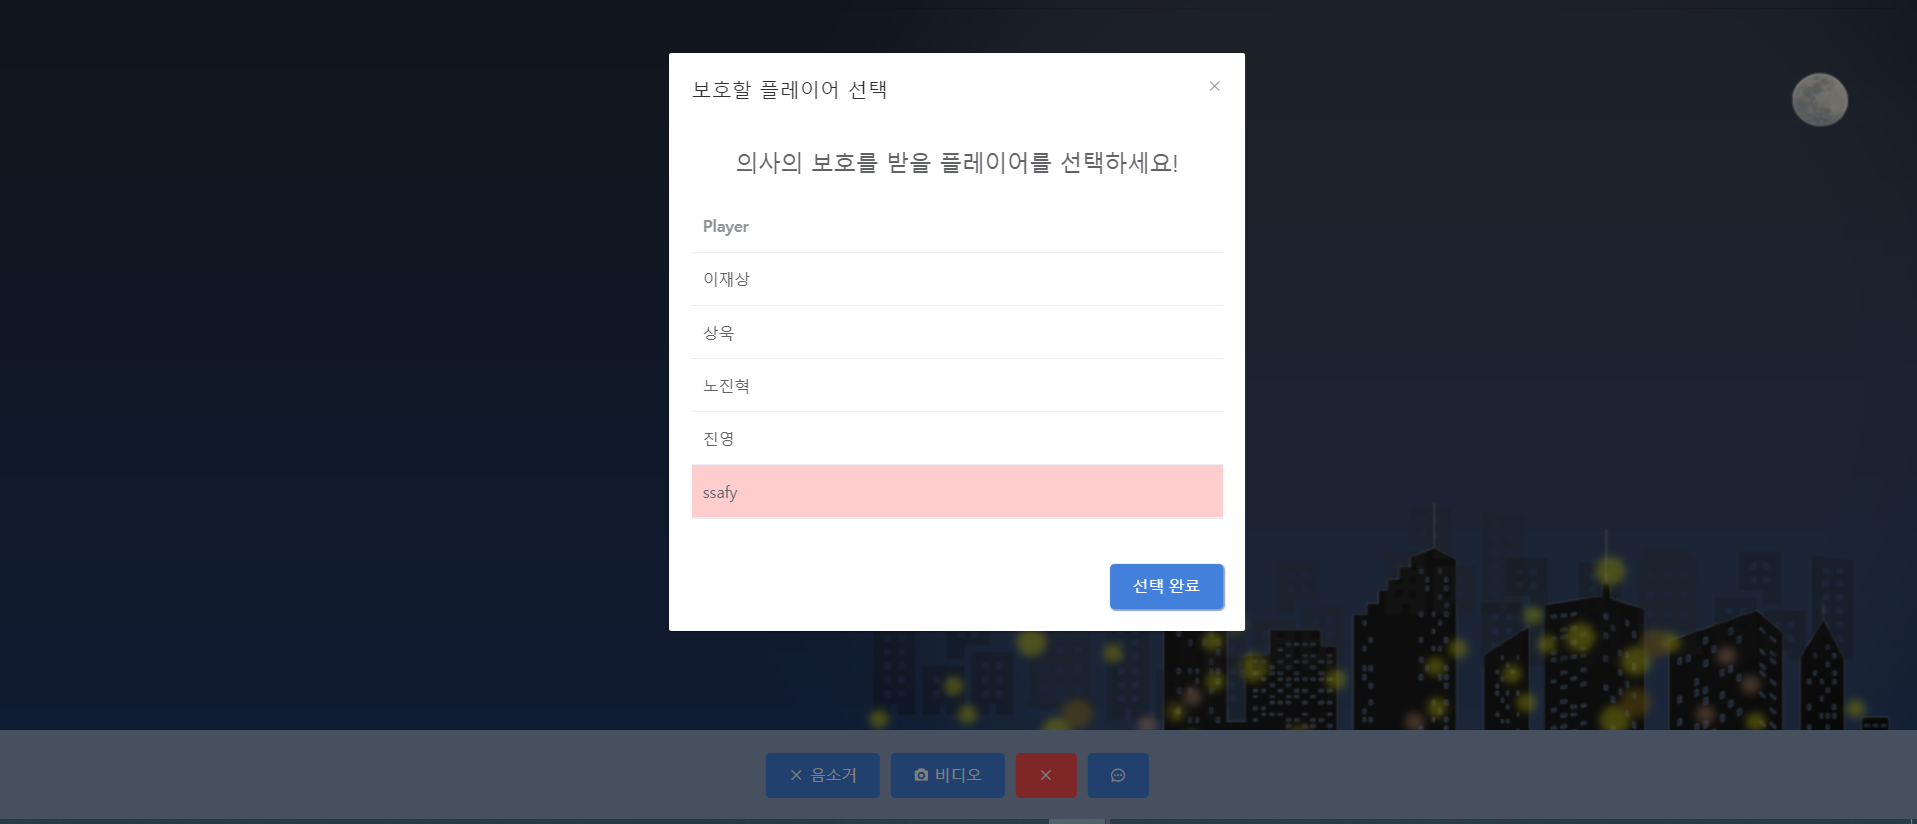 보호할 플레이어 선택
의사의 보호를 받을 플레이어를 선택하세요!
Player
이재상
상욱
노진혁
진영
ssafy
선택 완료
음소거 비디오